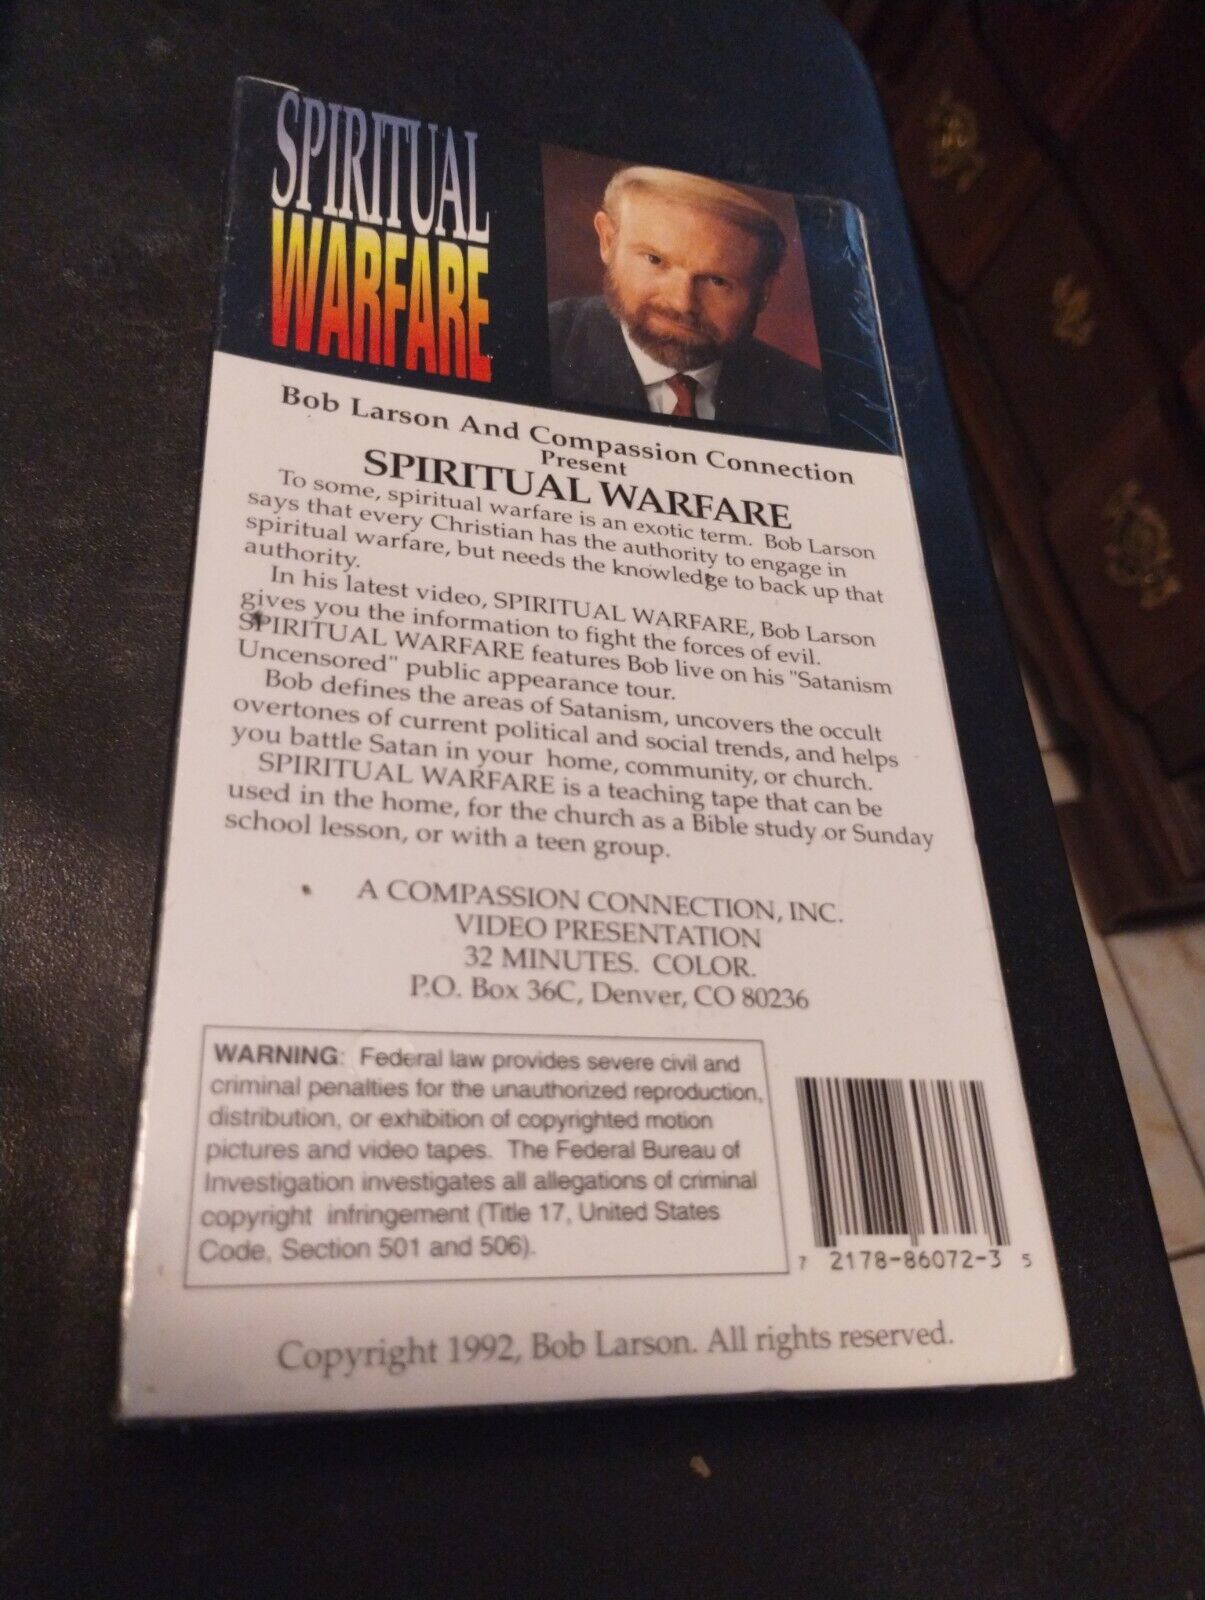 SPIRITUAL
WARFARE
Bob Larson And Compassion Connection
Present
SPIRITUAL WARFARE
To some, spiritual warfare is an exotic term. Bob Larson
says that every Christian has the authority to engage in
spiritual warfare, but needs the knowledge to back up that
authority.
In his latest video, SPIRITUAL WARFARE, Bob Larson
gives you the information to fight the forces of evil.
SPIRITUAL WARFARE features Bob live on his "Satanism
Uncensored" public appearance tour.
Bob defines the areas of Satanism, uncovers the occult
overtones of current political and social trends, and helps
you battle Satan in your home, community, or church.
SPIRITUAL WARFARE is a teaching tape that can be
used in the home, for the church as a Bible study or Sunday
school lesson, or with a teen group.
A COMPASSION CONNECTION, INC.
VIDEO PRESENTATION
32 MINUTES. COLOR.
P.O. Box 36C, Denver, CO 80236
WARNING: Federal law provides severe civil and
criminal penalties for the unauthorized reproduction,
distribution, or exhibition of copyrighted motion
pictures and video tapes. The Federal Bureau of
Investigation investigates all allegations of criminal
copyright infringement (Title 17, United States
Code, Section 501 and 506).
7 2178-86072-3 5
Copyright 1992, Bob Larson. All rights reserved.